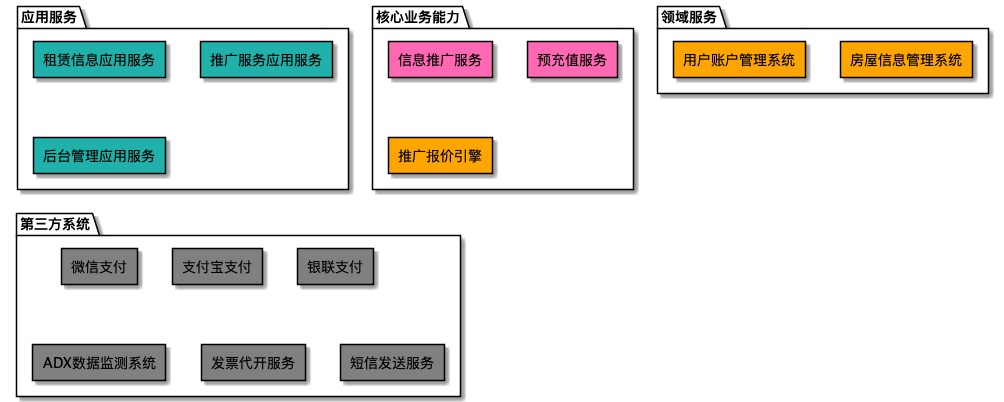 应用服务
租赁信息应用服务
推广服务应用服务
后台管理应用服务
核心业务能力
信息推广服务
预充值服务
推广报价引擎
领域服务
用户账户管理系统
房屋信息管理系统
第三方系统
微信支付
支付宝支付
银联支付
ADX数据监测系统
发票代开服务
短信发送服务